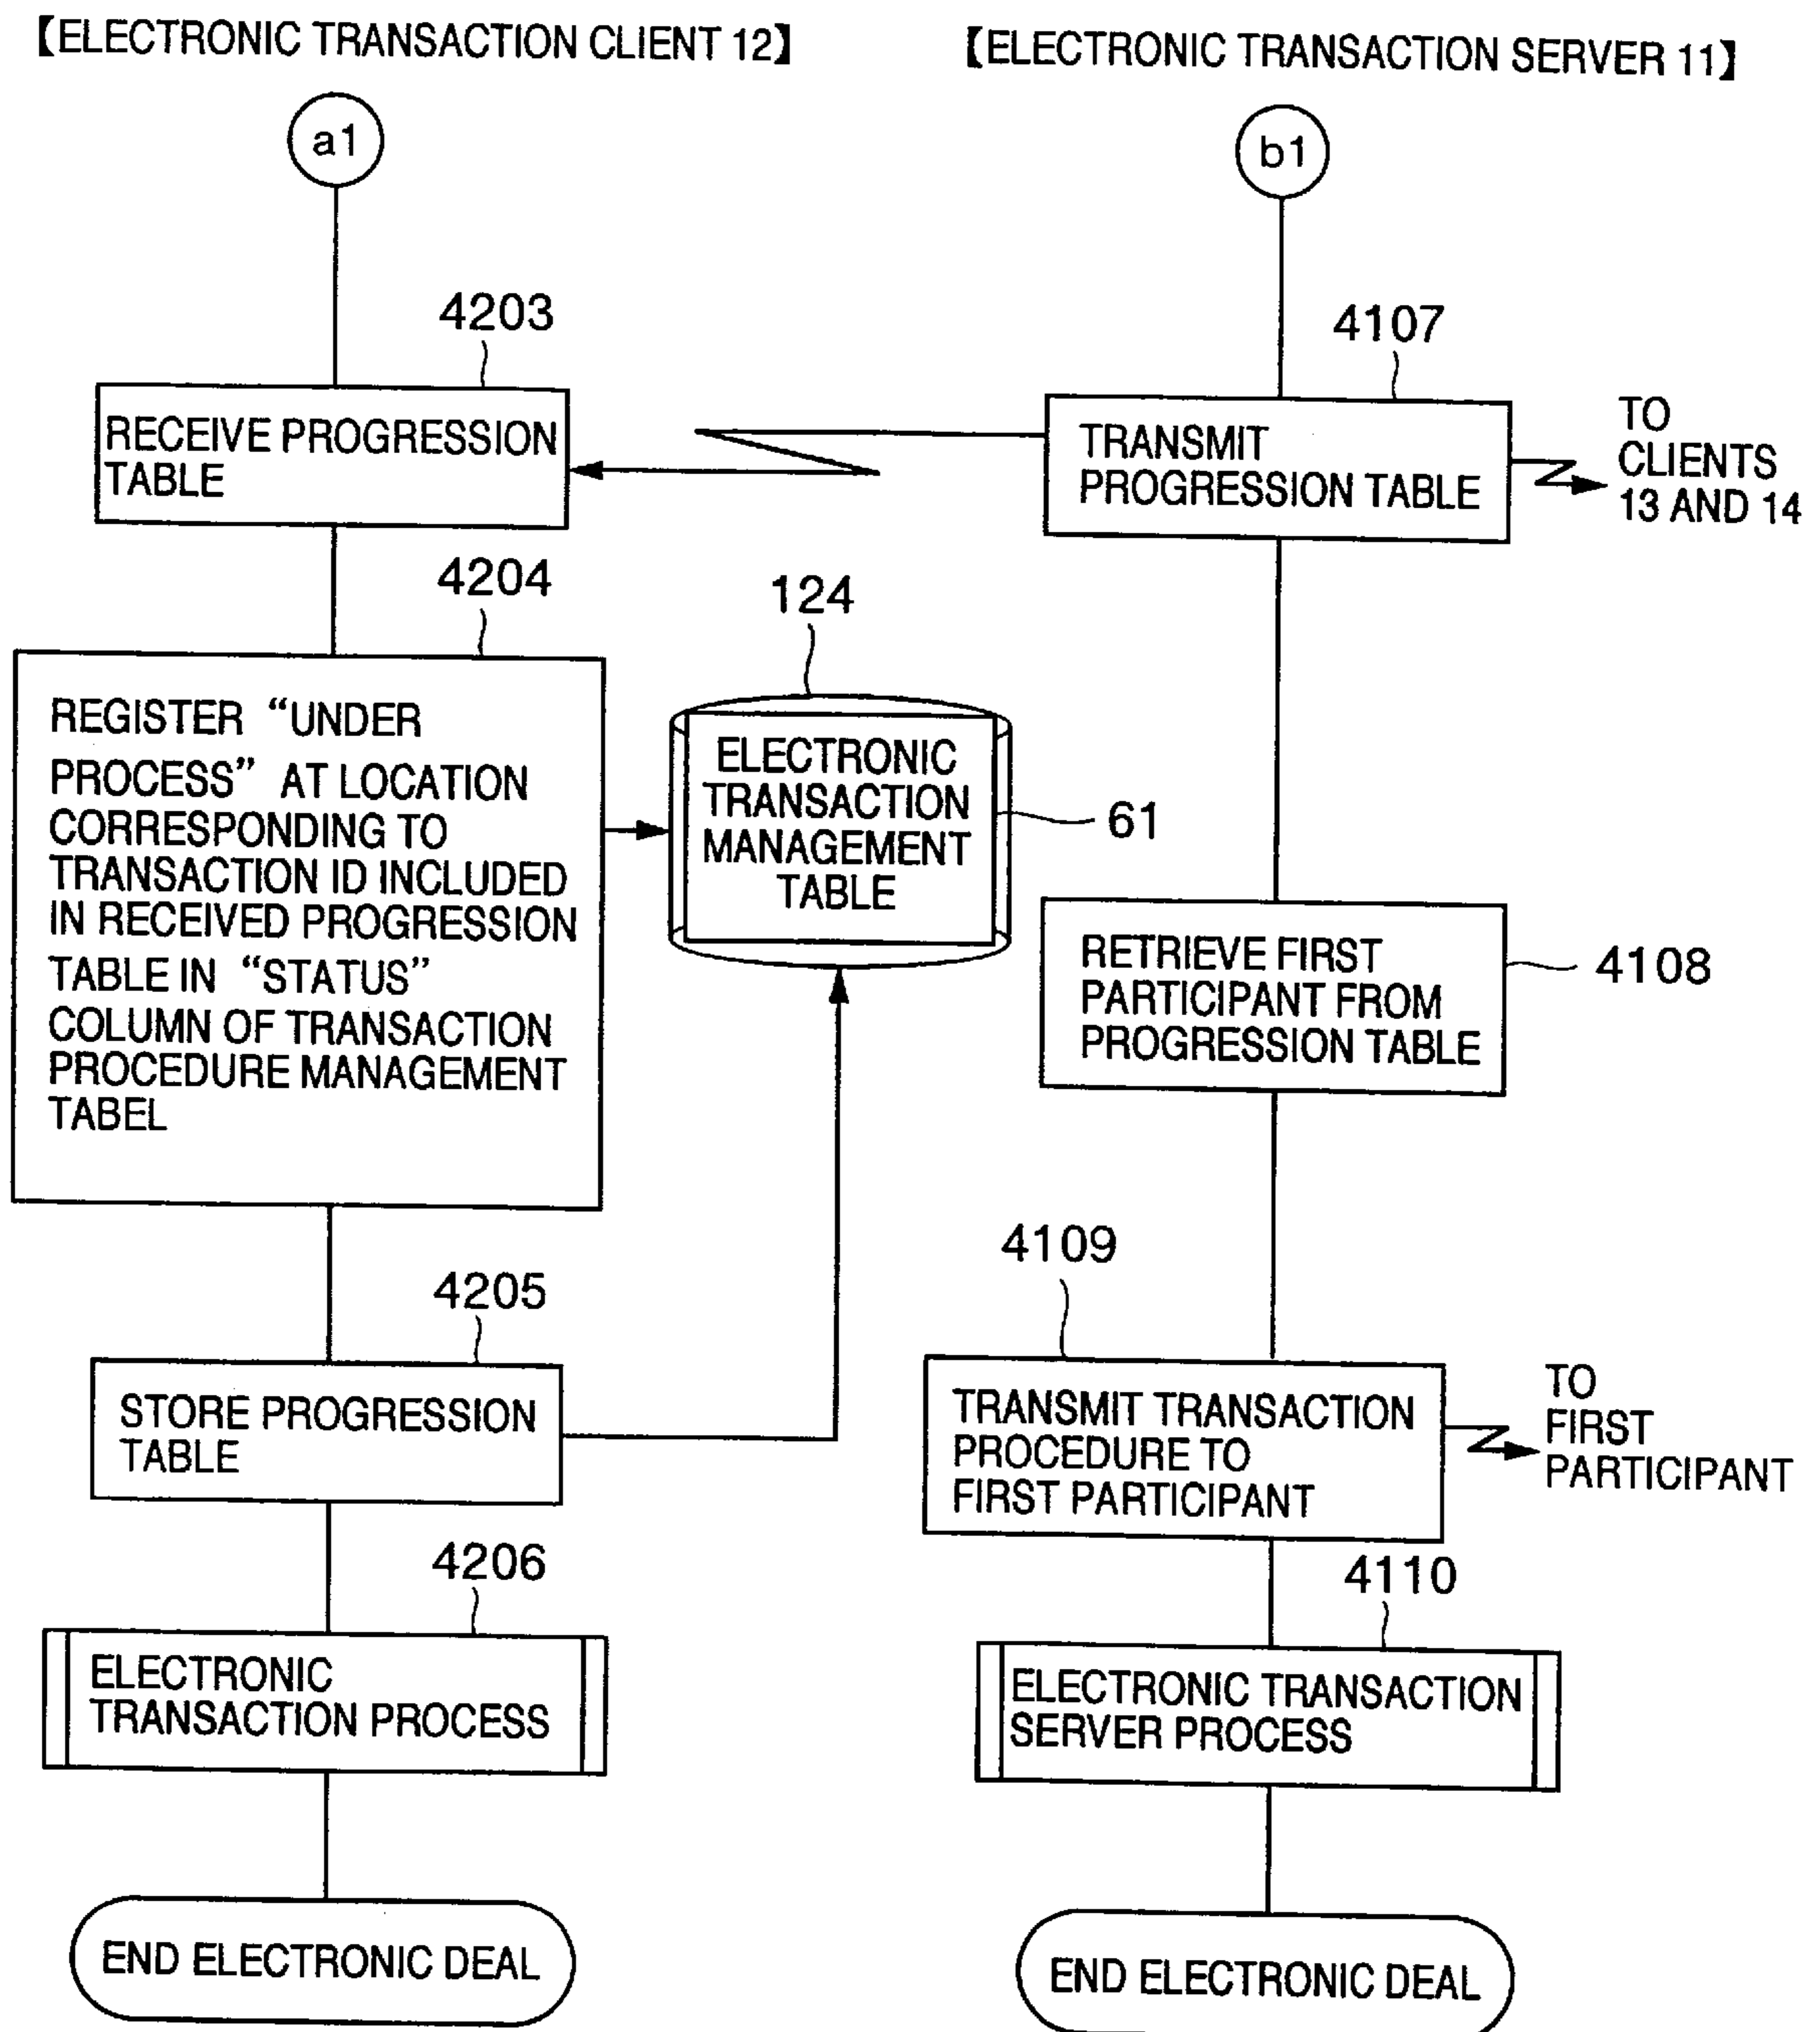 【ELECTRONIC TRANSACTION CLIENT 12】
a1
4203
RECEIVE PROGRESSION
TABLE
4204
REGISTER “UNDER
PROCESS” AT LOCATION
CORRESPONDING TO
TRANSACTION ID INCLUDED
IN RECEIVED PROGRESSION
TABLE IN “STATUS”
COLUMN OF TRANSACTION
PROCEDURE MANAGEMENT
TABEL
124
ELECTRONIC
TRANSACTION
MANAGEMENT
TABLE
61
4205
STORE PROGRESSION
TABLE
4206
ELECTRONIC
TRANSACTION PROCESS
END ELECTRONIC DEAL
【ELECTRONIC TRANSACTION SERVER 11】
b1
4107
TRANSMIT
PROGRESSION TABLE
TO
CLIENTS
13 AND 14
RETRIEVE FIRST
PARTICIPANT FROM
PROGRESSION TABLE
4108
4109
TRANSMIT TRANSACTION
PROCEDURE TO
FIRST PARTICIPANT
TO
FIRST
PARTICIPANT
4110
ELECTRONIC TRANSACTION
SERVER PROCESS
END ELECTRONIC DEAL